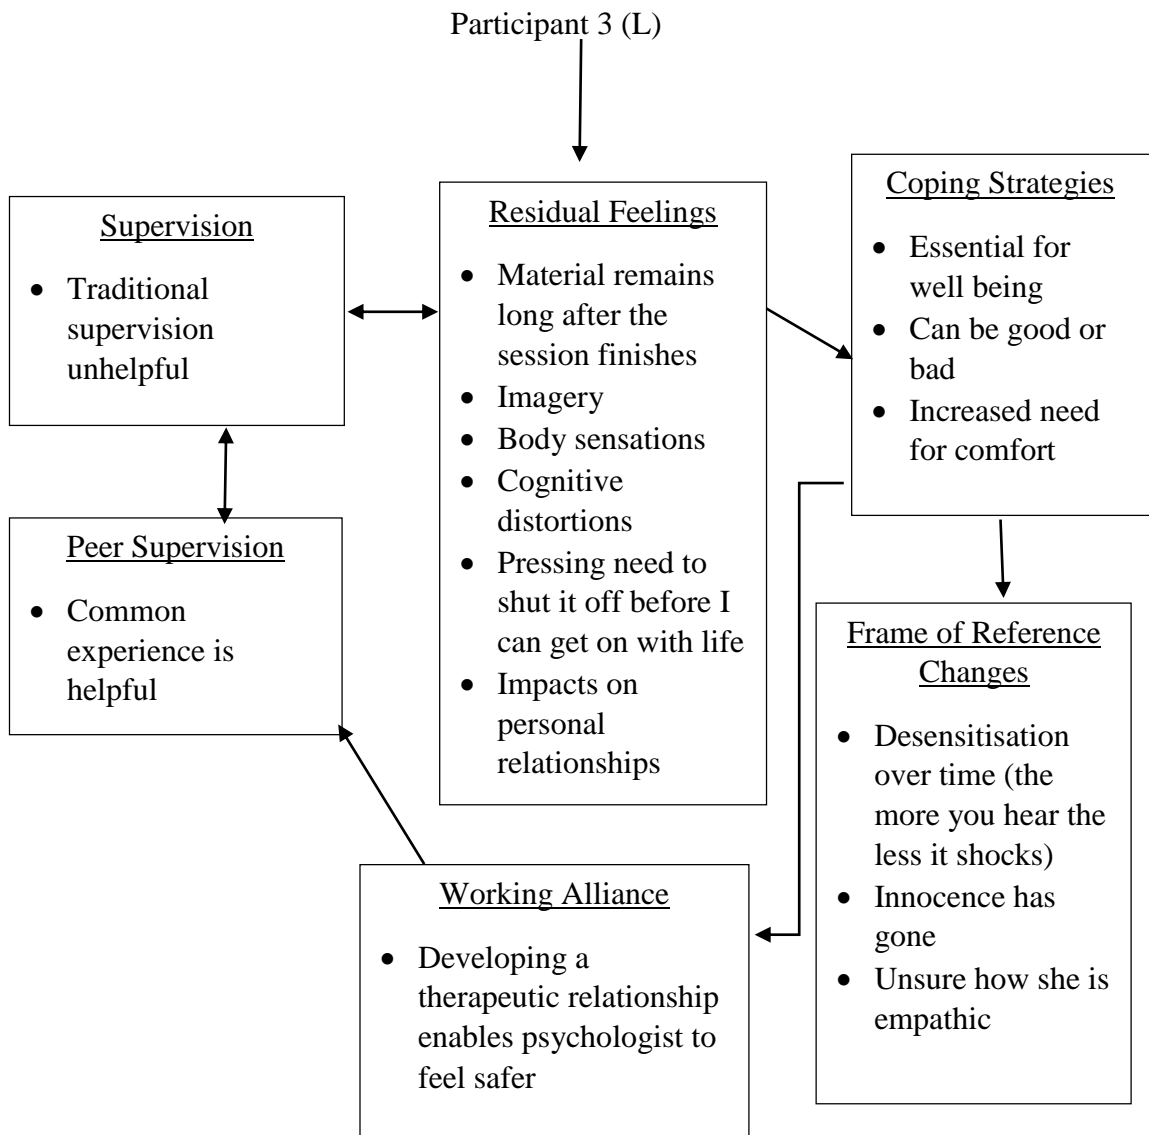 Participant 3 (L)
Supervision
• Traditional
supervision
unhelpful
Peer Supervision
• Common
experience is
helpful
Residual Feelings
• Material remains
long after the
session finishes
• Imagery
• Body sensations
• Cognitive
distortions
• Pressing need to
shut it off before I
can get on with life
• Impacts on
personal
relationships
Coping Strategies
• Essential for
well being
• Can be good or
bad
• Increased need
for comfort
Frame of Reference
Changes
• Desensitisation
over time (the
more you hear the
less it shocks)
• Innocence has
gone
• Unsure how she is
empathic
Working Alliance
• Developing a
therapeutic relationship
enables psychologist to
feel safer